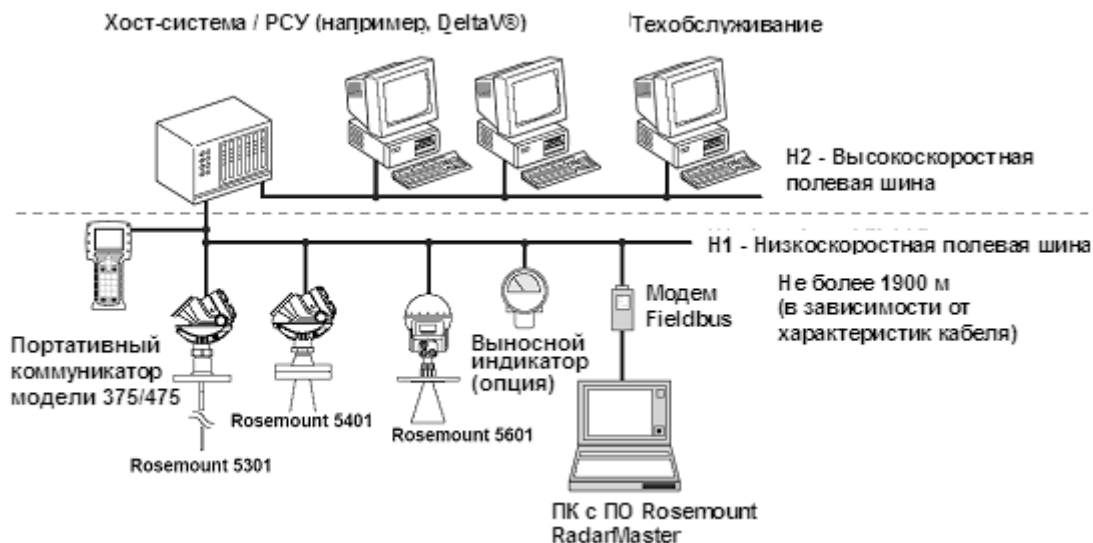 Хост-система / РСУ (например, DeltaV®)
Техобслуживание
H2 - Высокоскоростная
полевая шина
H1 - Низкоскоростная полевая шина
Не более 1900 м
(в зависимости от
характеристик кабеля)
Модем
Fieldbus
Портативный
коммуникатор
модели 375/475
Выносной
индикатор
(опция)
Rosemount 5401
Rosemount 5601
Rosemount 5301
ПК с ПО Rosemount
RadarMaster